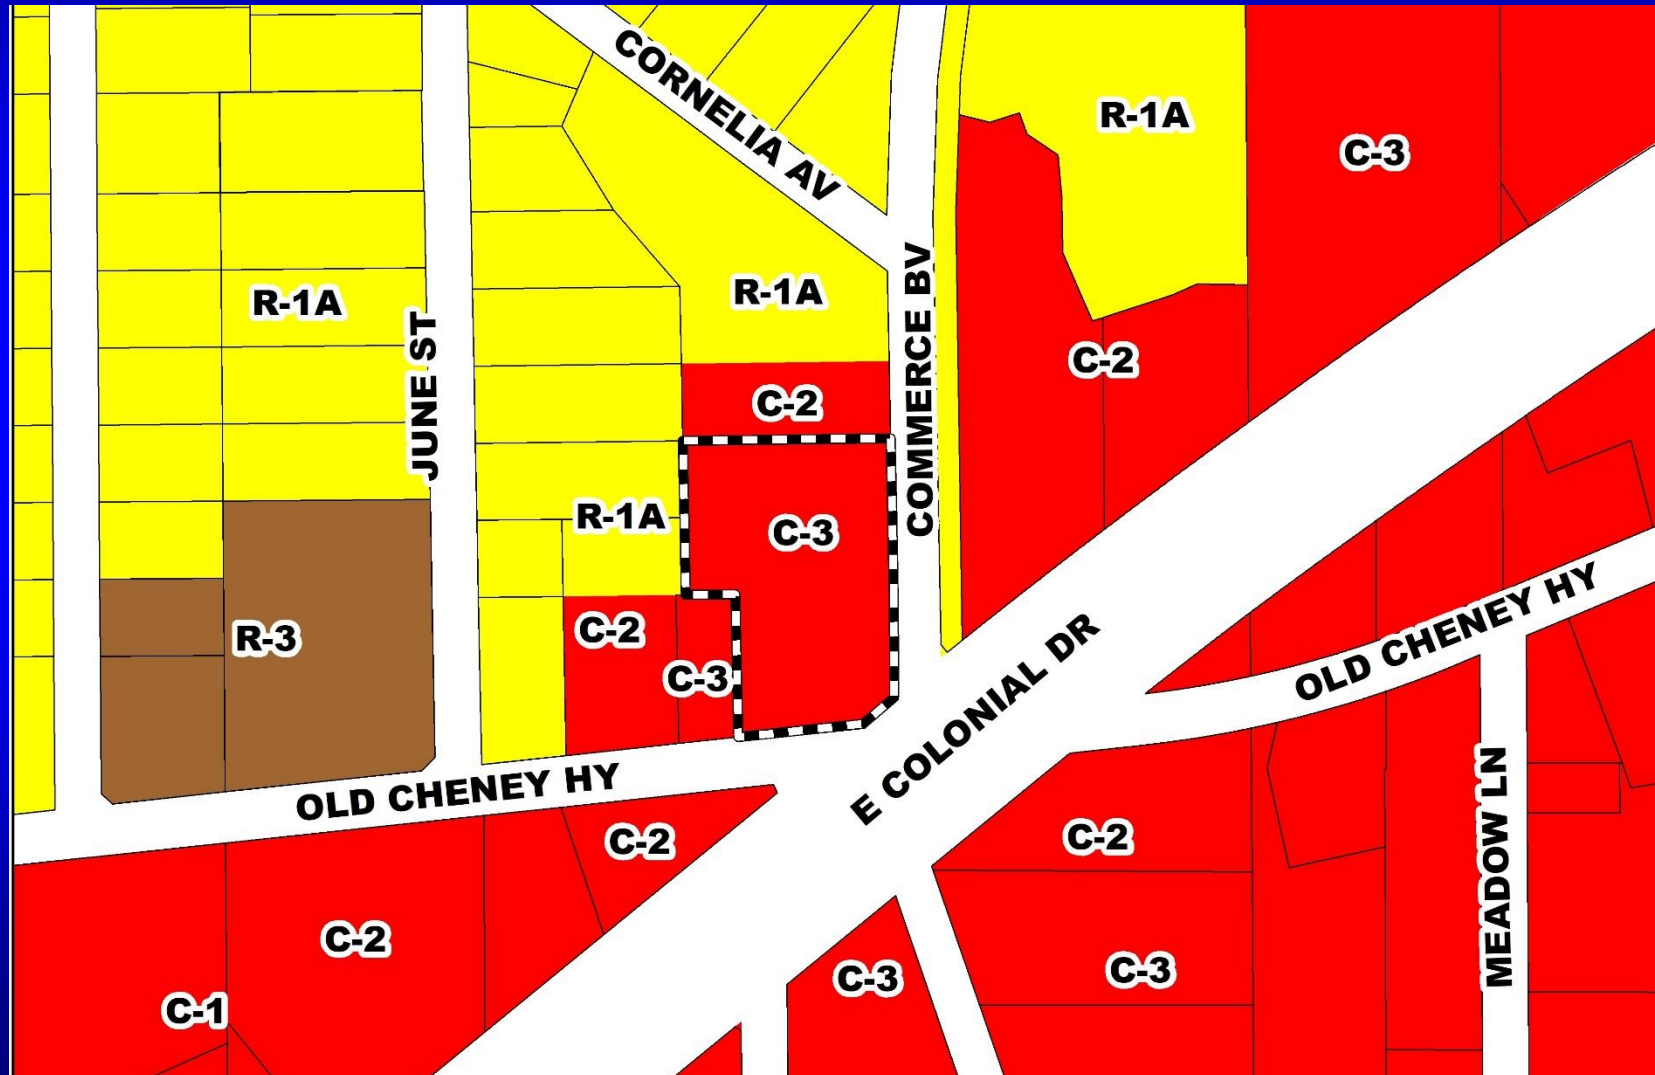 CORNELIA AV
R-1A
C-3
R-1A
R-1A
COMMERCE BV
JUNE ST
C-2
C-2
R-1A
C-3
OLD CHENEY HY
C-2
R-3
C-3
E COLONIAL DR
MEADOW LN
OLD CHENEY HY
C-2
C-2
C-2
C-3
C-3
C-1